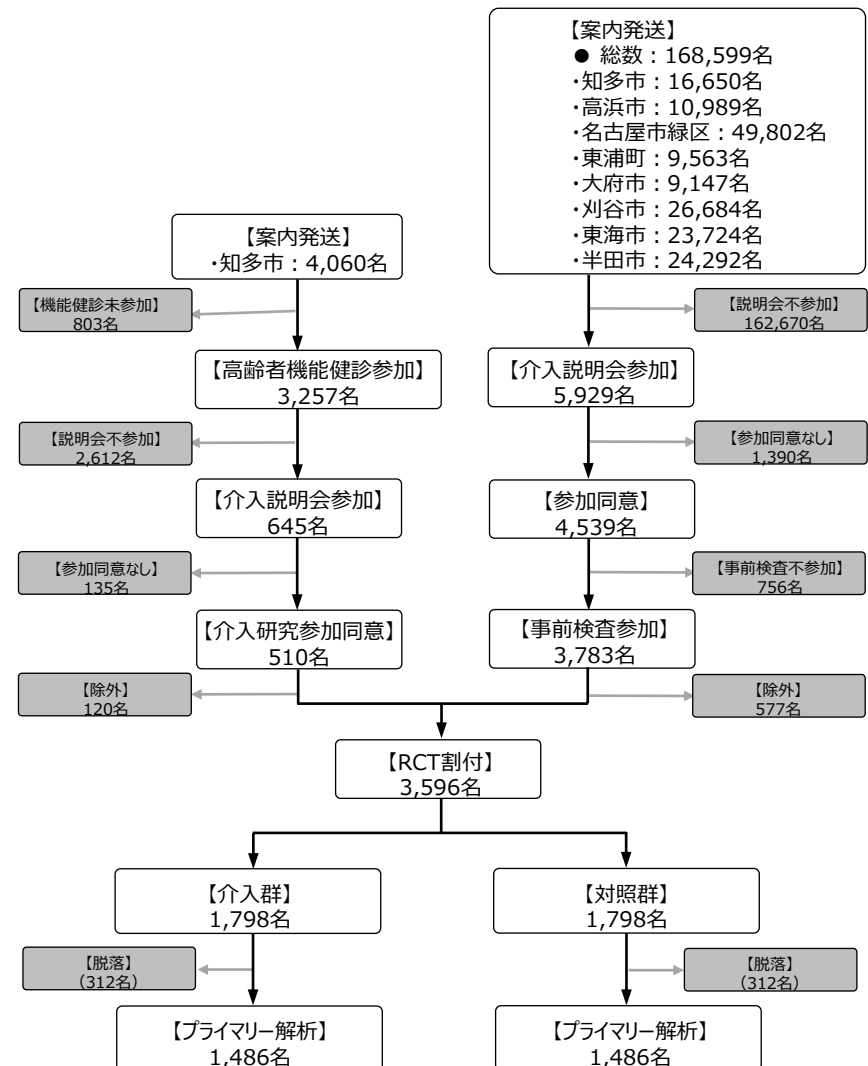 【案内発送】
● 総数：168,599名
・知多市：16,650名
・高浜市：10,989名
・名古屋市緑区：49,802名
・東浦町：9,563名
・大府市：9,147名
・刈谷市：26,684名
・東海市：23,724名
・半田市：24,292名
【案内発送】
・知多市：4,060名
【機能健診未参加】
803名
【説明会不参加】
162,670名
【高齢者機能健診参加】
3,257名
【介入説明会参加】
5,929名
【説明会不参加】
2,612名
【参加同意なし】
1,390名
【介入説明会参加】
645名
【参加同意】
4,539名
【参加同意なし】
135名
【事前検査不参加】
756名
【介入研究参加同意】
510名
【事前検査参加】
3,783名
【除外】
120名
【除外】
577名
【RCT割付】
3,596名
【介入群】
1,798名
【対照群】
1,798名
【脱落】
（312名）
【脱落】
（312名）
【プライマリー解析】
1,486名
【プライマリー解析】
1,486名